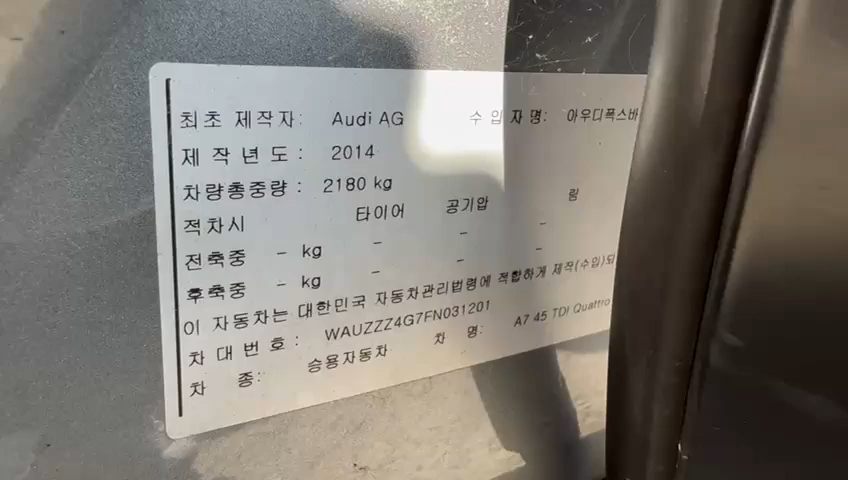 최초 제작자: Audi AG 수 입 자 명: 아우디폭스바
제 작 년 도 : 2014
차량총중량 : 2180 kg
적차시 타이어 공기압 림
전축중 - kg - - -
후축중 - kg - - -
이 자동차는 대한민국 자동차관리법령에 적합하게 제작(수입)되
차 대 번 호 : WAUZZZ4G7FN031201
차 종: 승용자동차 차 명: A7 45 TDI Quattro